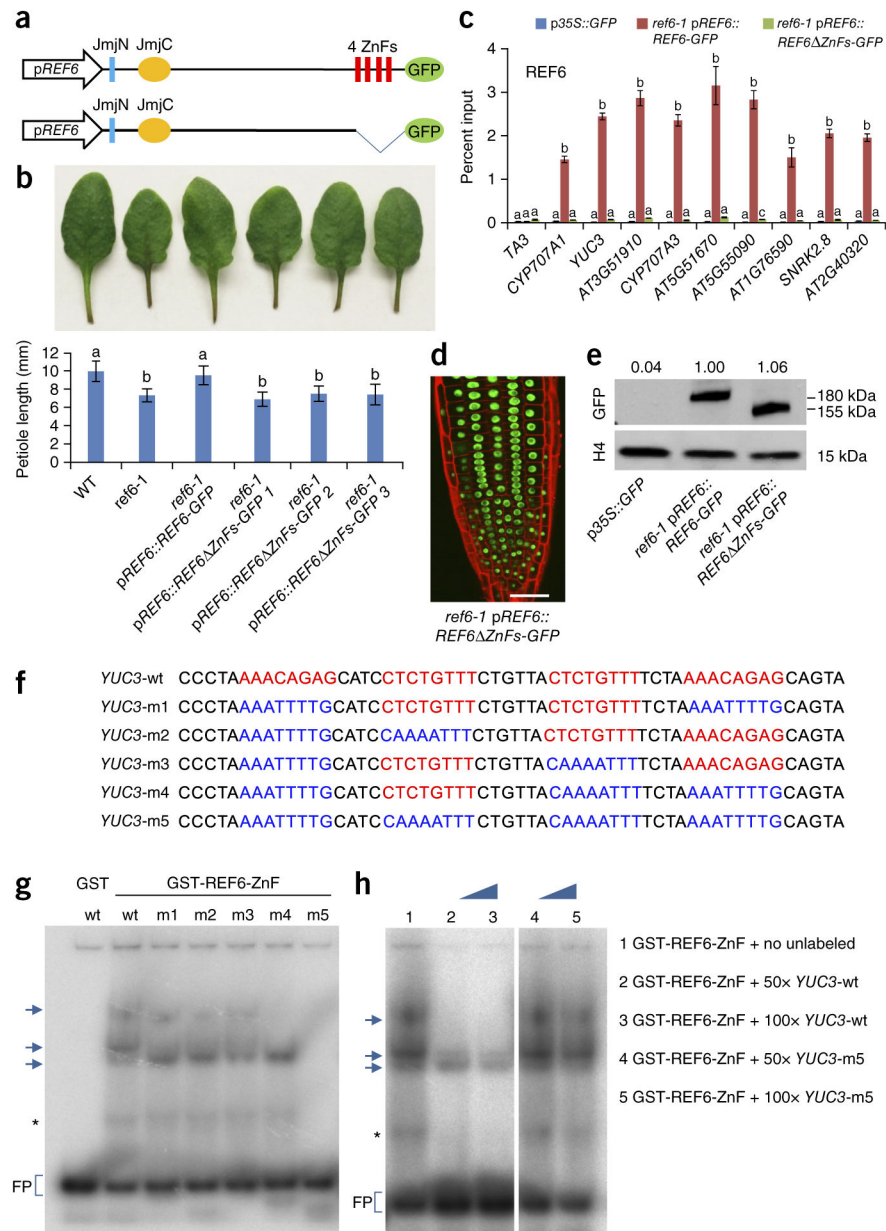 a
JmjN
JmjC
4 ZnFs
pREF6
GFP
JmjN
JmjC
pREF6
GFP
b
Petiole length (mm)
12
10
8
6
4
2
0
a
b
a
b
b
b
WT
ref6-1
ref6-1
pREF6::REF6-GFP
ref6-1
pREF6::REF6ΔZnFs-GFP 1
ref6-1
pREF6::REF6ΔZnFs-GFP 2
ref6-1
pREF6::REF6ΔZnFs-GFP 3
c
p35S::GFP
ref6-1 pREF6::
REF6-GFP
ref6-1 pREF6::
REF6ΔZnFs-GFP
REF6
Percent input
4
3
2
1
0
a a a
a b a
a b a
a b a
a b a
a b a
a b c
a b a
a b a
a b a
TA3
CYP707A1
YUC3
AT3G51910
CYP707A3
AT5G51670
AT5G55090
AT1G76590
SNRK2.8
AT2G40320
d
ref6-1 pREF6::
REF6ΔZnFs-GFP
e
0.04 1.00 1.06
GFP
180 kDa
155 kDa
H4
15 kDa
p35S::GFP
ref6-1 pREF6::
REF6-GFP
ref6-1 pREF6::
REF6ΔZnFs-GFP
f
YUC3-wt CCCTAAAACAGAGCATCCTCTGTTTCTGTTACTCTGTTTTCTAAAACAGAGCAGTA
YUC3-m1 CCCTAAAATTTTGCATCCTCTGTTTCTGTTACTCTGTTTTCTAAAATTTTGCAGTA
YUC3-m2 CCCTAAAATTTTGCATCCAAAATTTCTGTTACTCTGTTTTCTAAAACAGAGCAGTA
YUC3-m3 CCCTAAAATTTTGCATCCTCTGTTTCTGTTACAAAATTTTCTAAAACAGAGCAGTA
YUC3-m4 CCCTAAAATTTTGCATCCTCTGTTTCTGTTACAAAATTTTCTAAAATTTTGCAGTA
YUC3-m5 CCCTAAAATTTTGCATCCAAAATTTCTGTTACAAAATTTTCTAAAATTTTGCAGTA
g
GST GST-REF6-ZnF
wt wt m1 m2 m3 m4 m5
*
FP
h
1 2 3 4 5
*
FP
1 GST-REF6-ZnF + no unlabeled
2 GST-REF6-ZnF + 50× YUC3-wt
3 GST-REF6-ZnF + 100× YUC3-wt
4 GST-REF6-ZnF + 50× YUC3-m5
5 GST-REF6-ZnF + 100× YUC3-m5